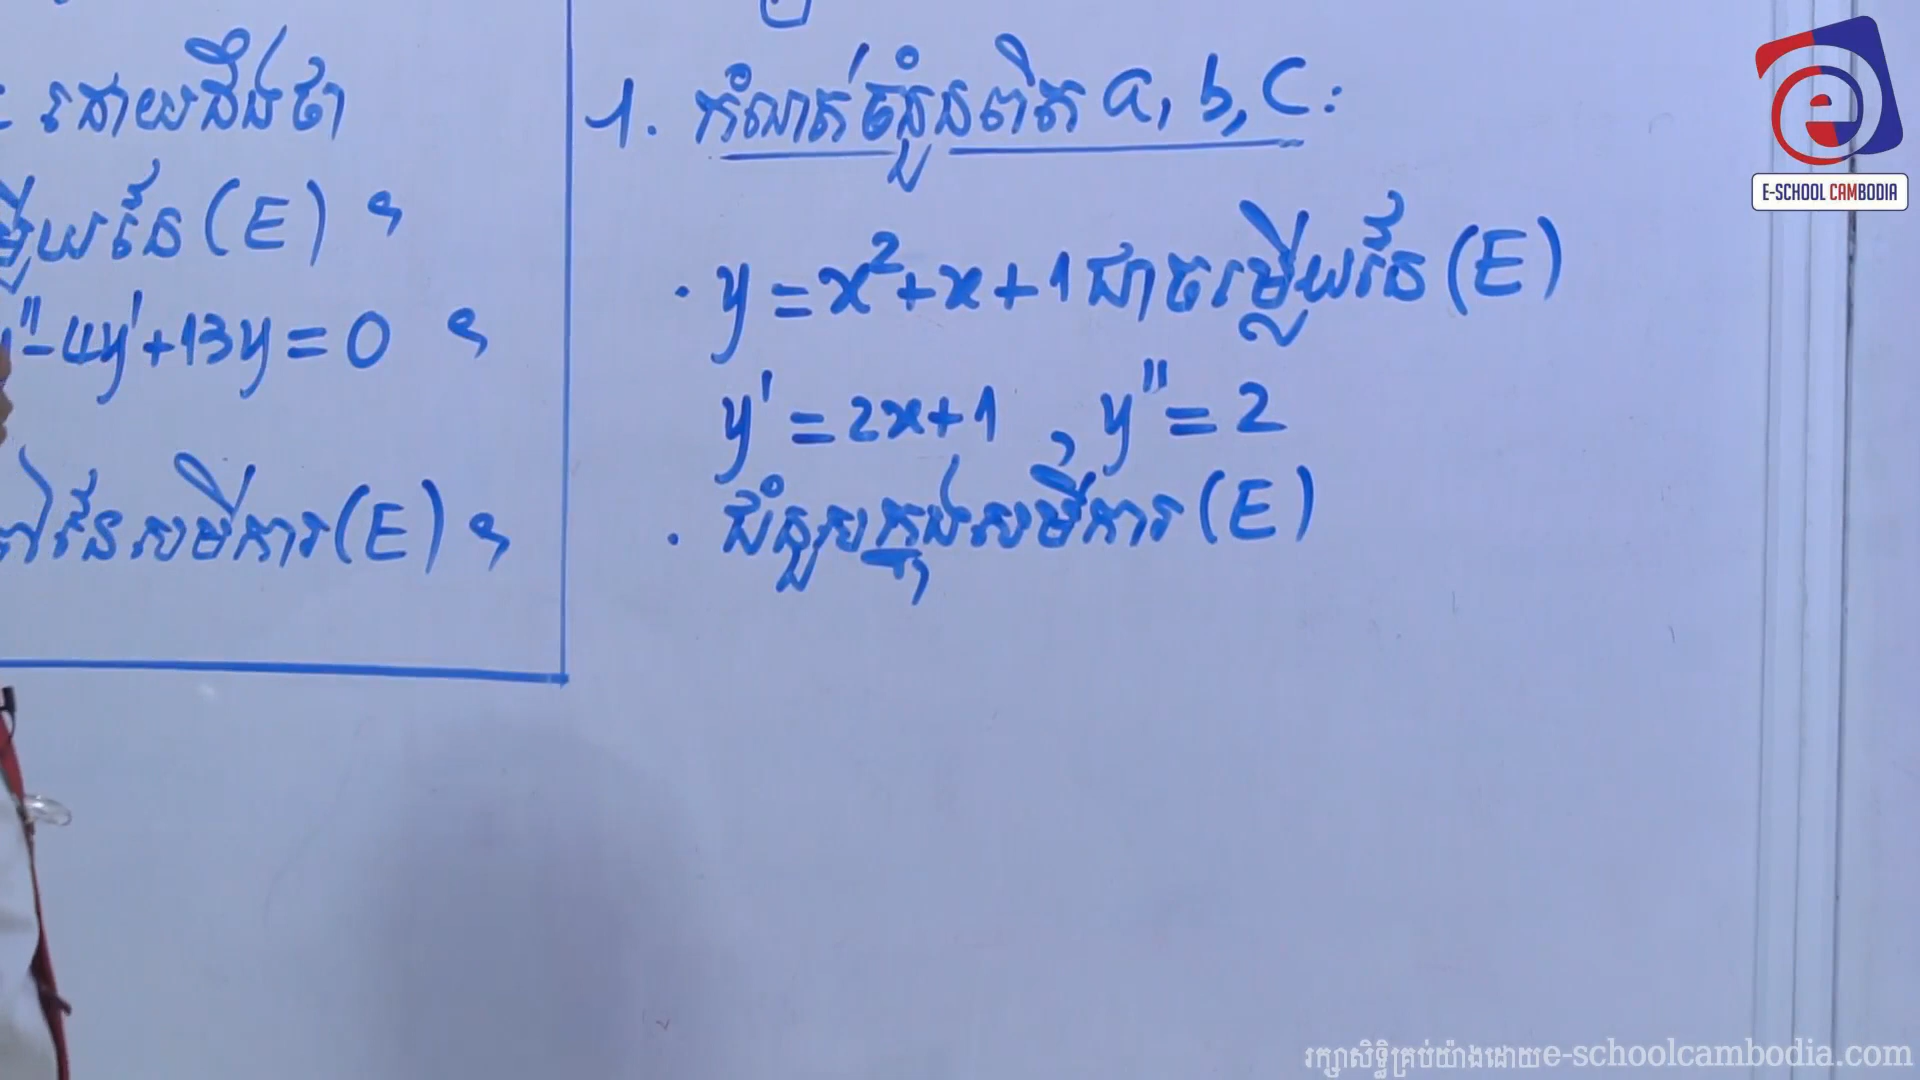 ដោយដឹងថា
ម្លើយនៃ (E) ។
y"-4y'+13y=0 ។
ៅនៃសមីការ (E) ។
1. កំណត់ចំនួនពិត a, b, c:
. y = x²+x+1 ជាចម្លើយនៃ (E)
y' = 2x+1 , y" = 2
. ជំនួសក្នុងសមីការ (E)
e
E-SCHOOL CAMBODIA
រក្សាសិទ្ធិគ្រប់យ៉ាងដោយ e-schoolcambodia.com